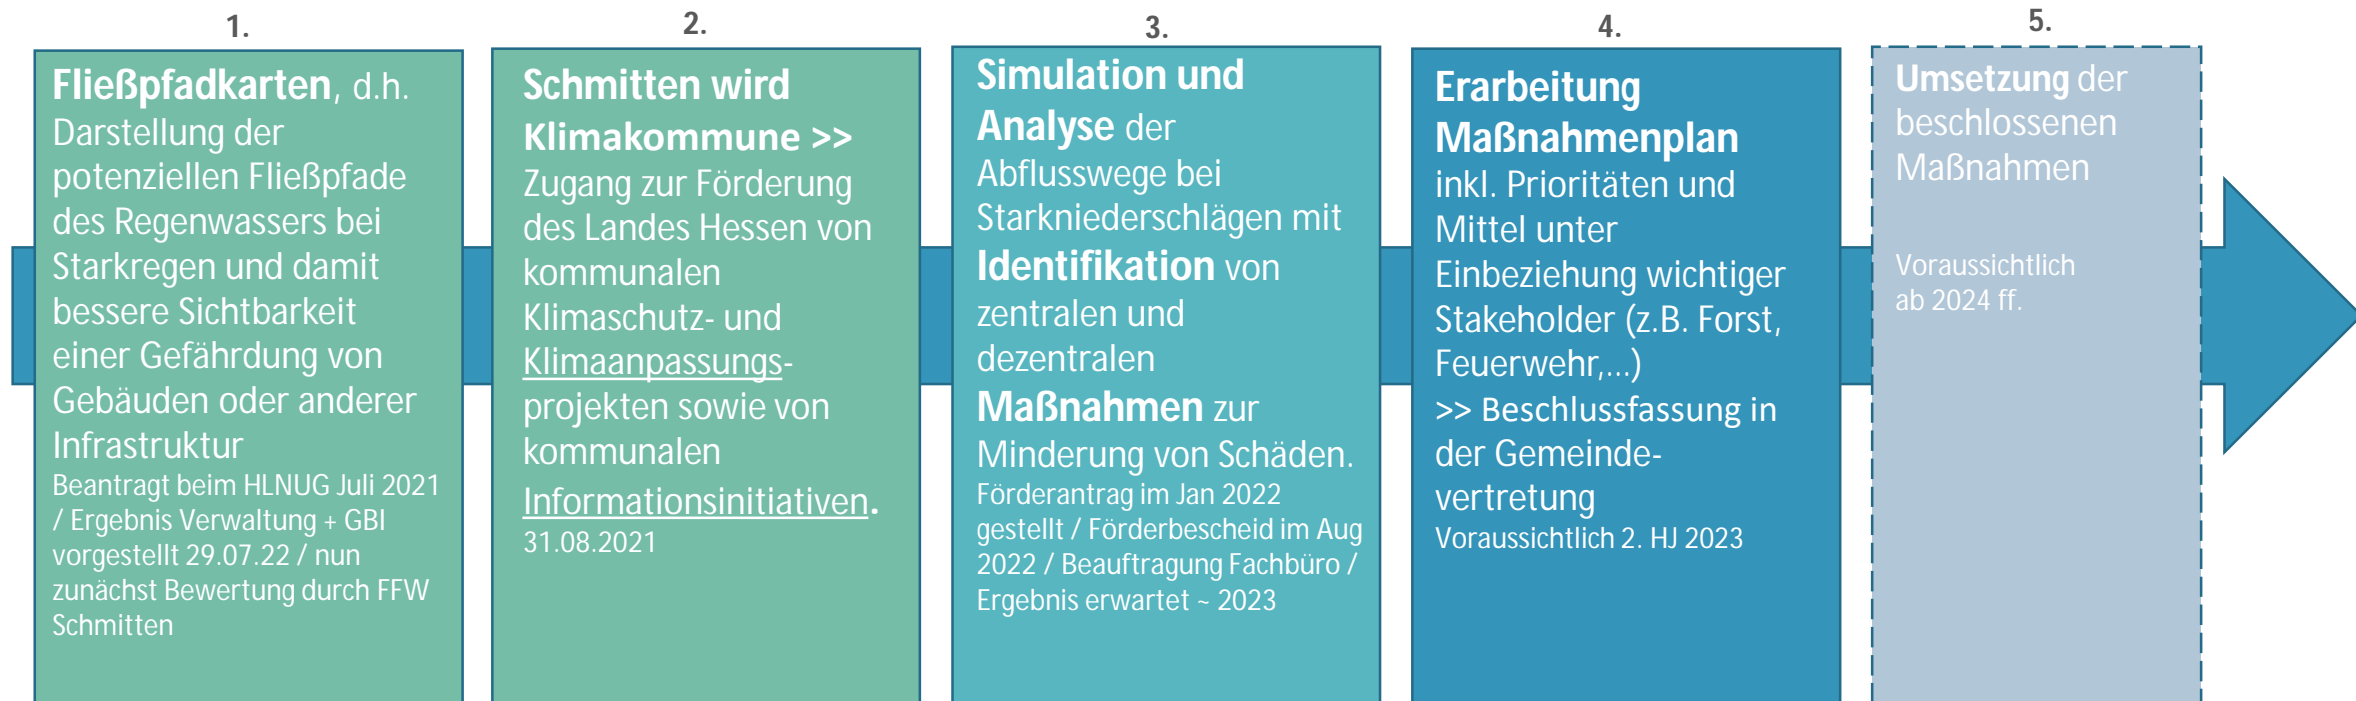 1.
Fließpfadkarten, d.h.
Darstellung der
potenziellen Fließpfade
des Regenwassers bei
Starkregen und damit
bessere Sichtbarkeit
einer Gefährdung von
Gebäuden oder anderer
Infrastruktur
Beantragt beim HLNUG Juli 2021
/ Ergebnis Verwaltung + GBI
vorgestellt 29.07.22 / nun
zunächst Bewertung durch FFW
Schmitten
2.
Schmitten wird
Klimakommune >>
Zugang zur Förderung
des Landes Hessen von
kommunalen
Klimaschutz- und
Klimaanpassungs-
projekten sowie von
kommunalen
Informationsinitiativen.
31.08.2021
3.
Simulation und
Analyse der
Abflusswege bei
Starkniederschlägen mit
Identifikation von
zentralen und
dezentralen
Maßnahmen zur
Minderung von Schäden.
Förderantrag im Jan 2022
gestellt / Förderbescheid im Aug
2022 / Beauftragung Fachbüro /
Ergebnis erwartet ~ 2023
4.
Erarbeitung
Maßnahmenplan
inkl. Prioritäten und
Mittel unter
Einbeziehung wichtiger
Stakeholder (z.B. Forst,
Feuerwehr,...)
>> Beschlussfassung in
der Gemeinde-
vertretung
Voraussichtlich 2. HJ 2023
5.
Umsetzung der
beschlossenen
Maßnahmen
Voraussichtlich
ab 2024 ff.